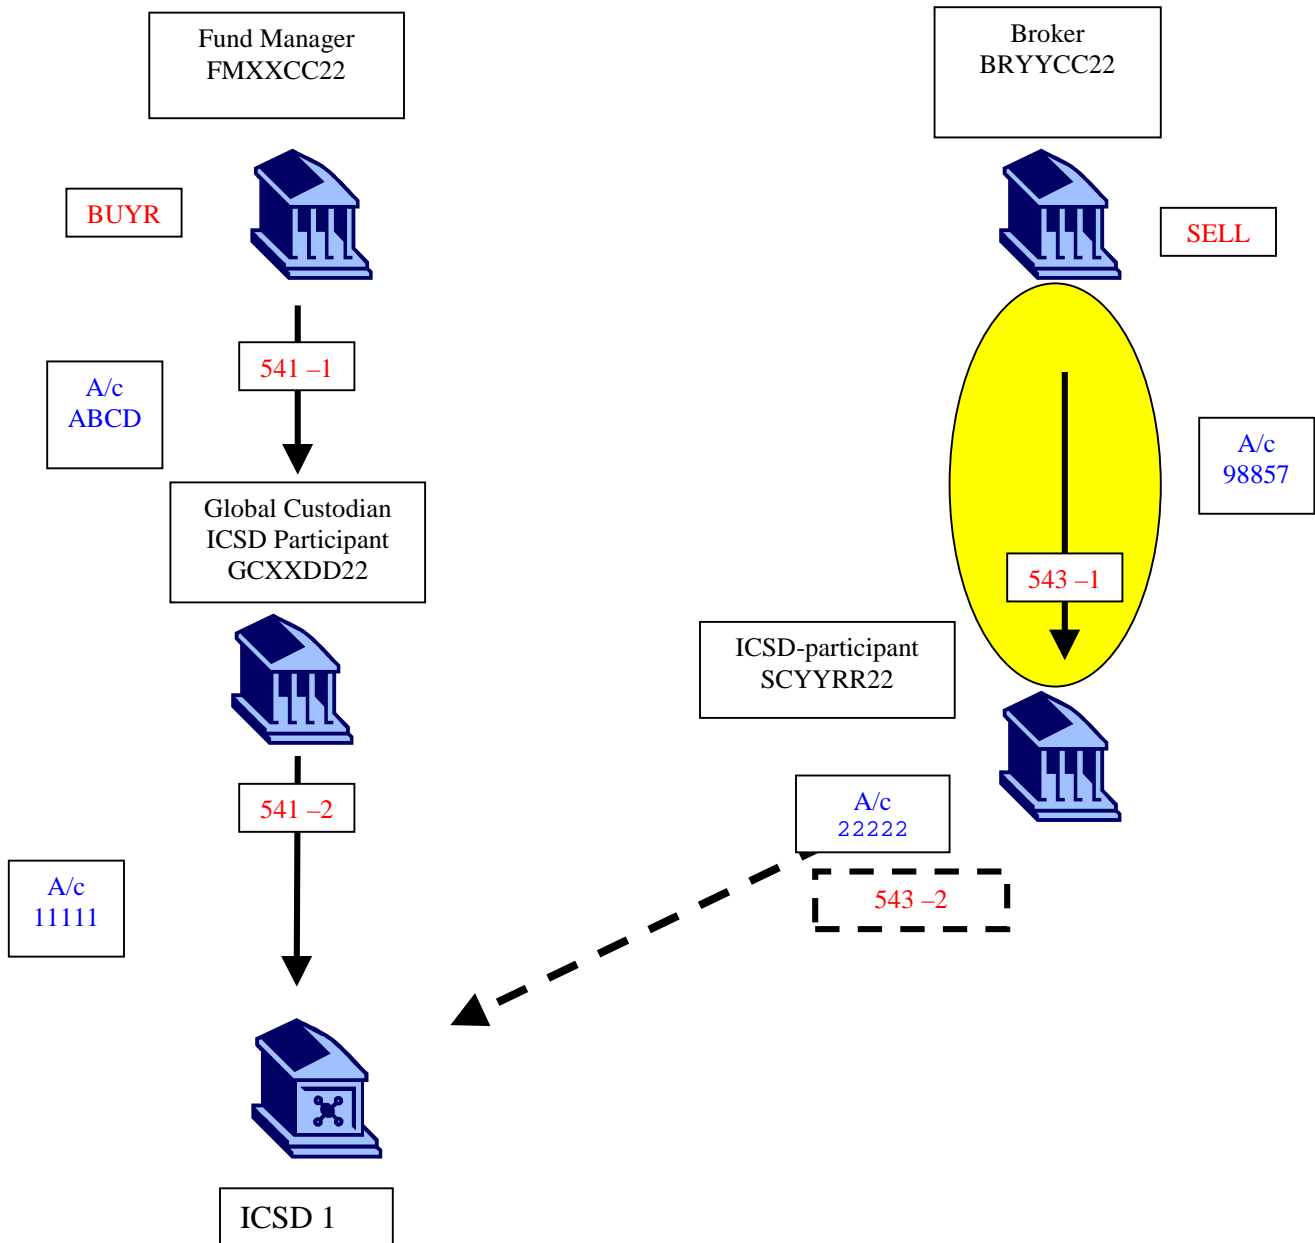 Fund Manager
FMXXCC22
Broker
BRYYCC22
BUYR
SELL
541 –1
A/c
ABCD
A/c
98857
Global Custodian
ICSD Participant
GCXXDD22
543 –1
ICSD-participant
SCYYRR22
541 –2
A/c
22222
A/c
11111
543 –2
ICSD 1